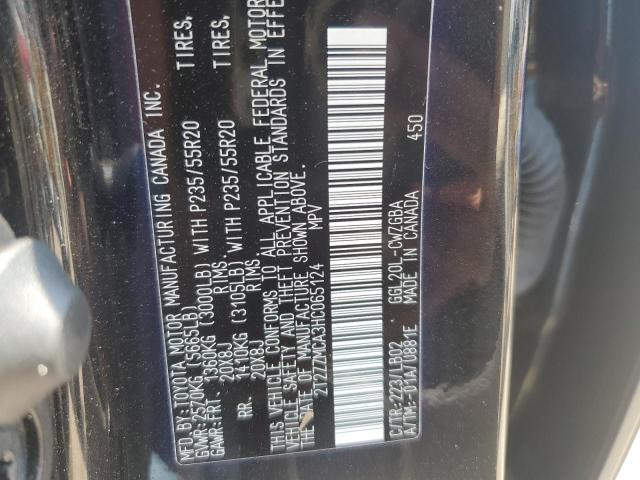 MFD.BY:TOYOTA MOTOR MANUFACTURING CANADA INC.
GVWR:2570KG(5665LB)
GAWR:FRT. 1360KG (3000LB) WITH P235/55R20 TIRES,
20X8J RIMS
RR. 1410KG (3105LB) WITH P235/55R20 TIRES,
20X8J RIMS
THIS VEHICLE CONFORMS TO ALL APPLICABLE FEDERAL MOTOR
VEHICLE SAFETY AND THEFT PREVENTION STANDARDS IN EFFE
THE DATE OF MANUFACTURE SHOWN ABOVE.
2T2ZZMCA3HC065124 MPV
C/TR:223/LB02 GGL20L-CWZGBA 450
A/TM:-01A/U881E MADE IN CANADA